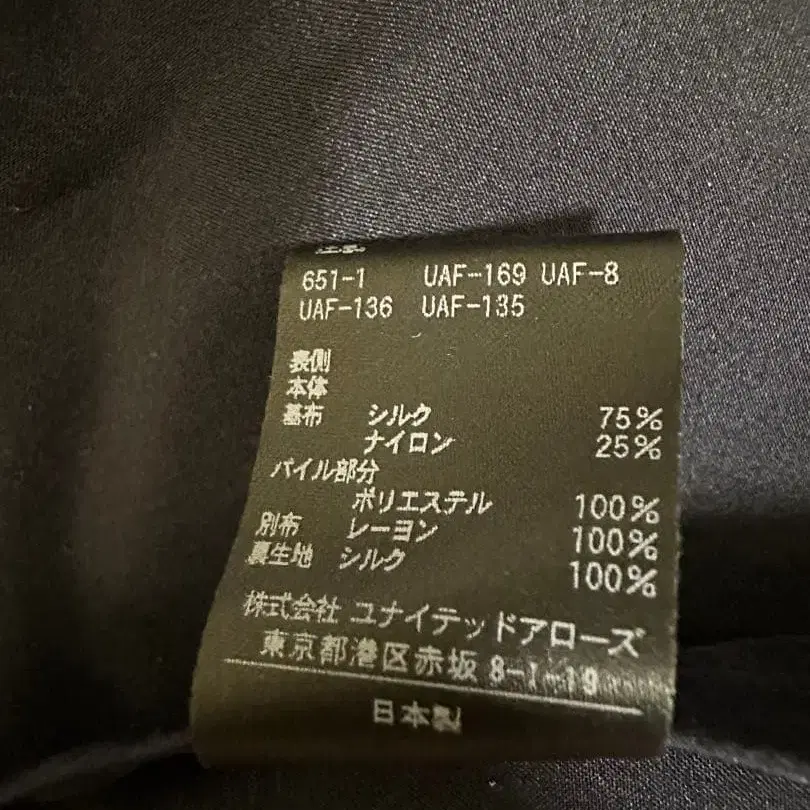 651-1 UAF-169 UAF-8
UAF-136 UAF-135
表側
本体
基布 シルク 75%
ナイロン 25%
パイル部分
ポリエステル 100%
別布 レーヨン 100%
裏生地 シルク 100%
株式会社 ユナイテッドアローズ
東京都港区赤坂 8-1-19
日本製